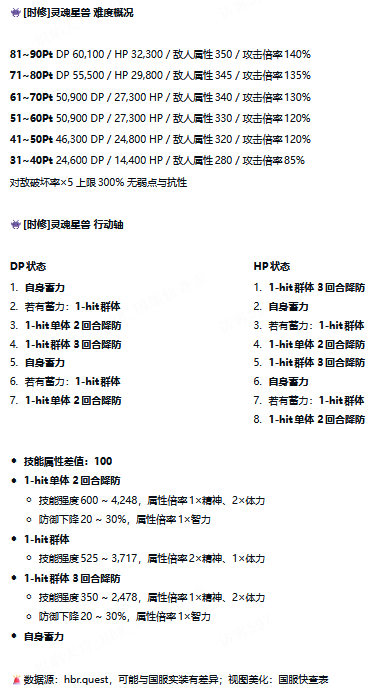 [时修]灵魂星兽 难度概况
81~90Pt DP 60,100 / HP 32,300 / 敌人属性 350 / 攻击倍率 140%
71~80Pt DP 55,500 / HP 29,800 / 敌人属性 345 / 攻击倍率 135%
61~70Pt 50,900 DP / 27,300 HP / 敌人属性 340 / 攻击倍率 130%
51~60Pt 50,900 DP / 27,300 HP / 敌人属性 330 / 攻击倍率 120%
41~50Pt 46,300 DP / 24,800 HP / 敌人属性 320 / 攻击倍率 120%
31~40Pt 24,600 DP / 14,400 HP / 敌人属性 280 / 攻击倍率 85%
对敌破坏率×5 上限 300% 无弱点与抗性
[时修]灵魂星兽 行动轴
DP 状态
1. 自身蓄力
2. 若有蓄力：1-hit 群体
3. 1-hit 单体 2 回合降防
4. 1-hit 群体 3 回合降防
5. 自身蓄力
6. 若有蓄力：1-hit 群体
7. 1-hit 单体 2 回合降防
HP 状态
1. 1-hit 群体 3 回合降防
2. 自身蓄力
3. 若有蓄力：1-hit 群体
4. 1-hit 单体 2 回合降防
5. 1-hit 群体 3 回合降防
6. 自身蓄力
7. 若有蓄力：1-hit 群体
8. 1-hit 单体 2 回合降防
• 技能属性差值：100
• 1-hit 单体 2 回合降防
◦ 技能强度 600 ~ 4,248，属性倍率 1×精神、2×体力
◦ 防御下降 20 ~ 30%，属性倍率 1×智力
• 1-hit 群体
◦ 技能强度 525 ~ 3,717，属性倍率 2×精神、1×体力
• 1-hit 群体 3 回合降防
◦ 技能强度 350 ~ 2,478，属性倍率 1×精神、2×体力
◦ 防御下降 20 ~ 30%，属性倍率 1×智力
• 自身蓄力
数据源：hbr.quest，可能与国服实装有差异；视图美化：国服快查表